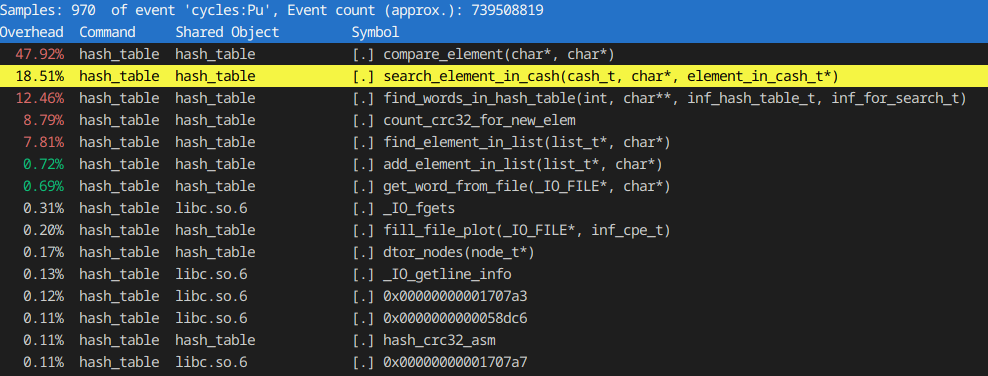 Samples: 970  of event 'cycles:Pu', Event count (approx.): 739508819
Overhead  Command     Shared Object     Symbol
47.92%  hash_table  hash_table        [.] compare_element(char*, char*)
18.51%  hash_table  hash_table        [.] search_element_in_cash(cash_t, char*, element_in_cash_t*)
12.46%  hash_table  hash_table        [.] find_words_in_hash_table(int, char**, inf_hash_table_t, inf_for_search_t)
8.79%  hash_table  hash_table        [.] count_crc32_for_new_elem
7.81%  hash_table  hash_table        [.] find_element_in_list(list_t*, char*)
0.72%  hash_table  hash_table        [.] add_element_in_list(list_t*, char*)
0.69%  hash_table  hash_table        [.] get_word_from_file(_IO_FILE*, char*)
0.31%  hash_table  libc.so.6         [.] _IO_fgets
0.20%  hash_table  hash_table        [.] fill_file_plot(_IO_FILE*, inf_cpe_t)
0.17%  hash_table  hash_table        [.] dtor_nodes(node_t*)
0.13%  hash_table  libc.so.6         [.] _IO_getline_info
0.12%  hash_table  libc.so.6         [.] 0x00000000001707a3
0.11%  hash_table  libc.so.6         [.] 0x0000000000058dc6
0.11%  hash_table  hash_table        [.] hash_crc32_asm
0.11%  hash_table  libc.so.6         [.] 0x00000000001707a7